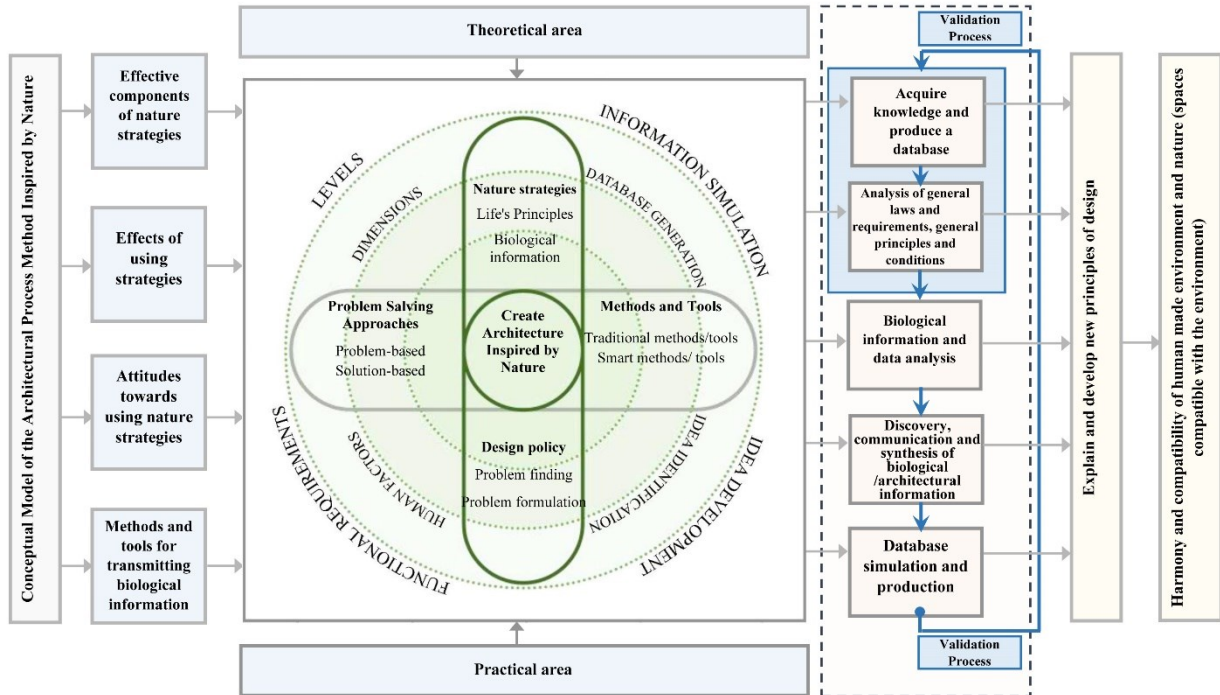 Conceptual Model of the Architectural Process Method Inspired by Nature
Effective
components
of nature
strategies
Effects of
using
strategies
Attitudes
towards
using nature
strategies
Methods and
tools for
transmitting
biological
information
Theoretical area
LEVELS
INFORMATION SIMULATION
DIMENSIONS
DATABASE GENERATION
Nature strategies
Life's Principles
Biological
information
Problem Solving
Approaches
Problem-based
Solution-based
Create
Architecture
Inspired by
Nature
Methods and Tools
Traditional methods/tools
Smart methods/ tools
Design policy
Problem finding
Problem formulation
HUMAN FACTORS
IDEA IDENTIFICATION
FUNCTIONAL REQUIREMENTS
IDEA DEVELOPMENT
Practical area
Validation
Process
Acquire
knowledge and
produce a
database
Analysis of general
laws and
requirements, general
principles and
conditions
Biological
information and
data analysis
Discovery,
communication and
synthesis of
biological
/architectural
information
Database
simulation and
production
Validation
Process
Explain and develop new principles of design
Harmony and compatibility of human made environment and nature (spaces
compatible with the environment)